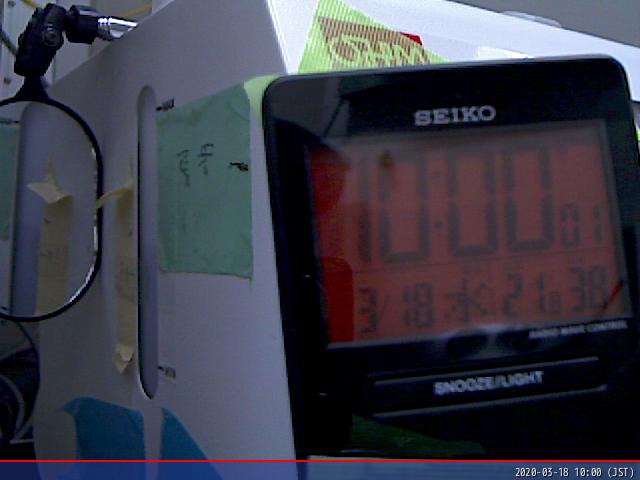 SEIKO
10:00 01
3/18 水 21.8 38
RADIO WAVE CONTROL
SNOOZE/LIGHT
2020-03-18 10:00 (JST)